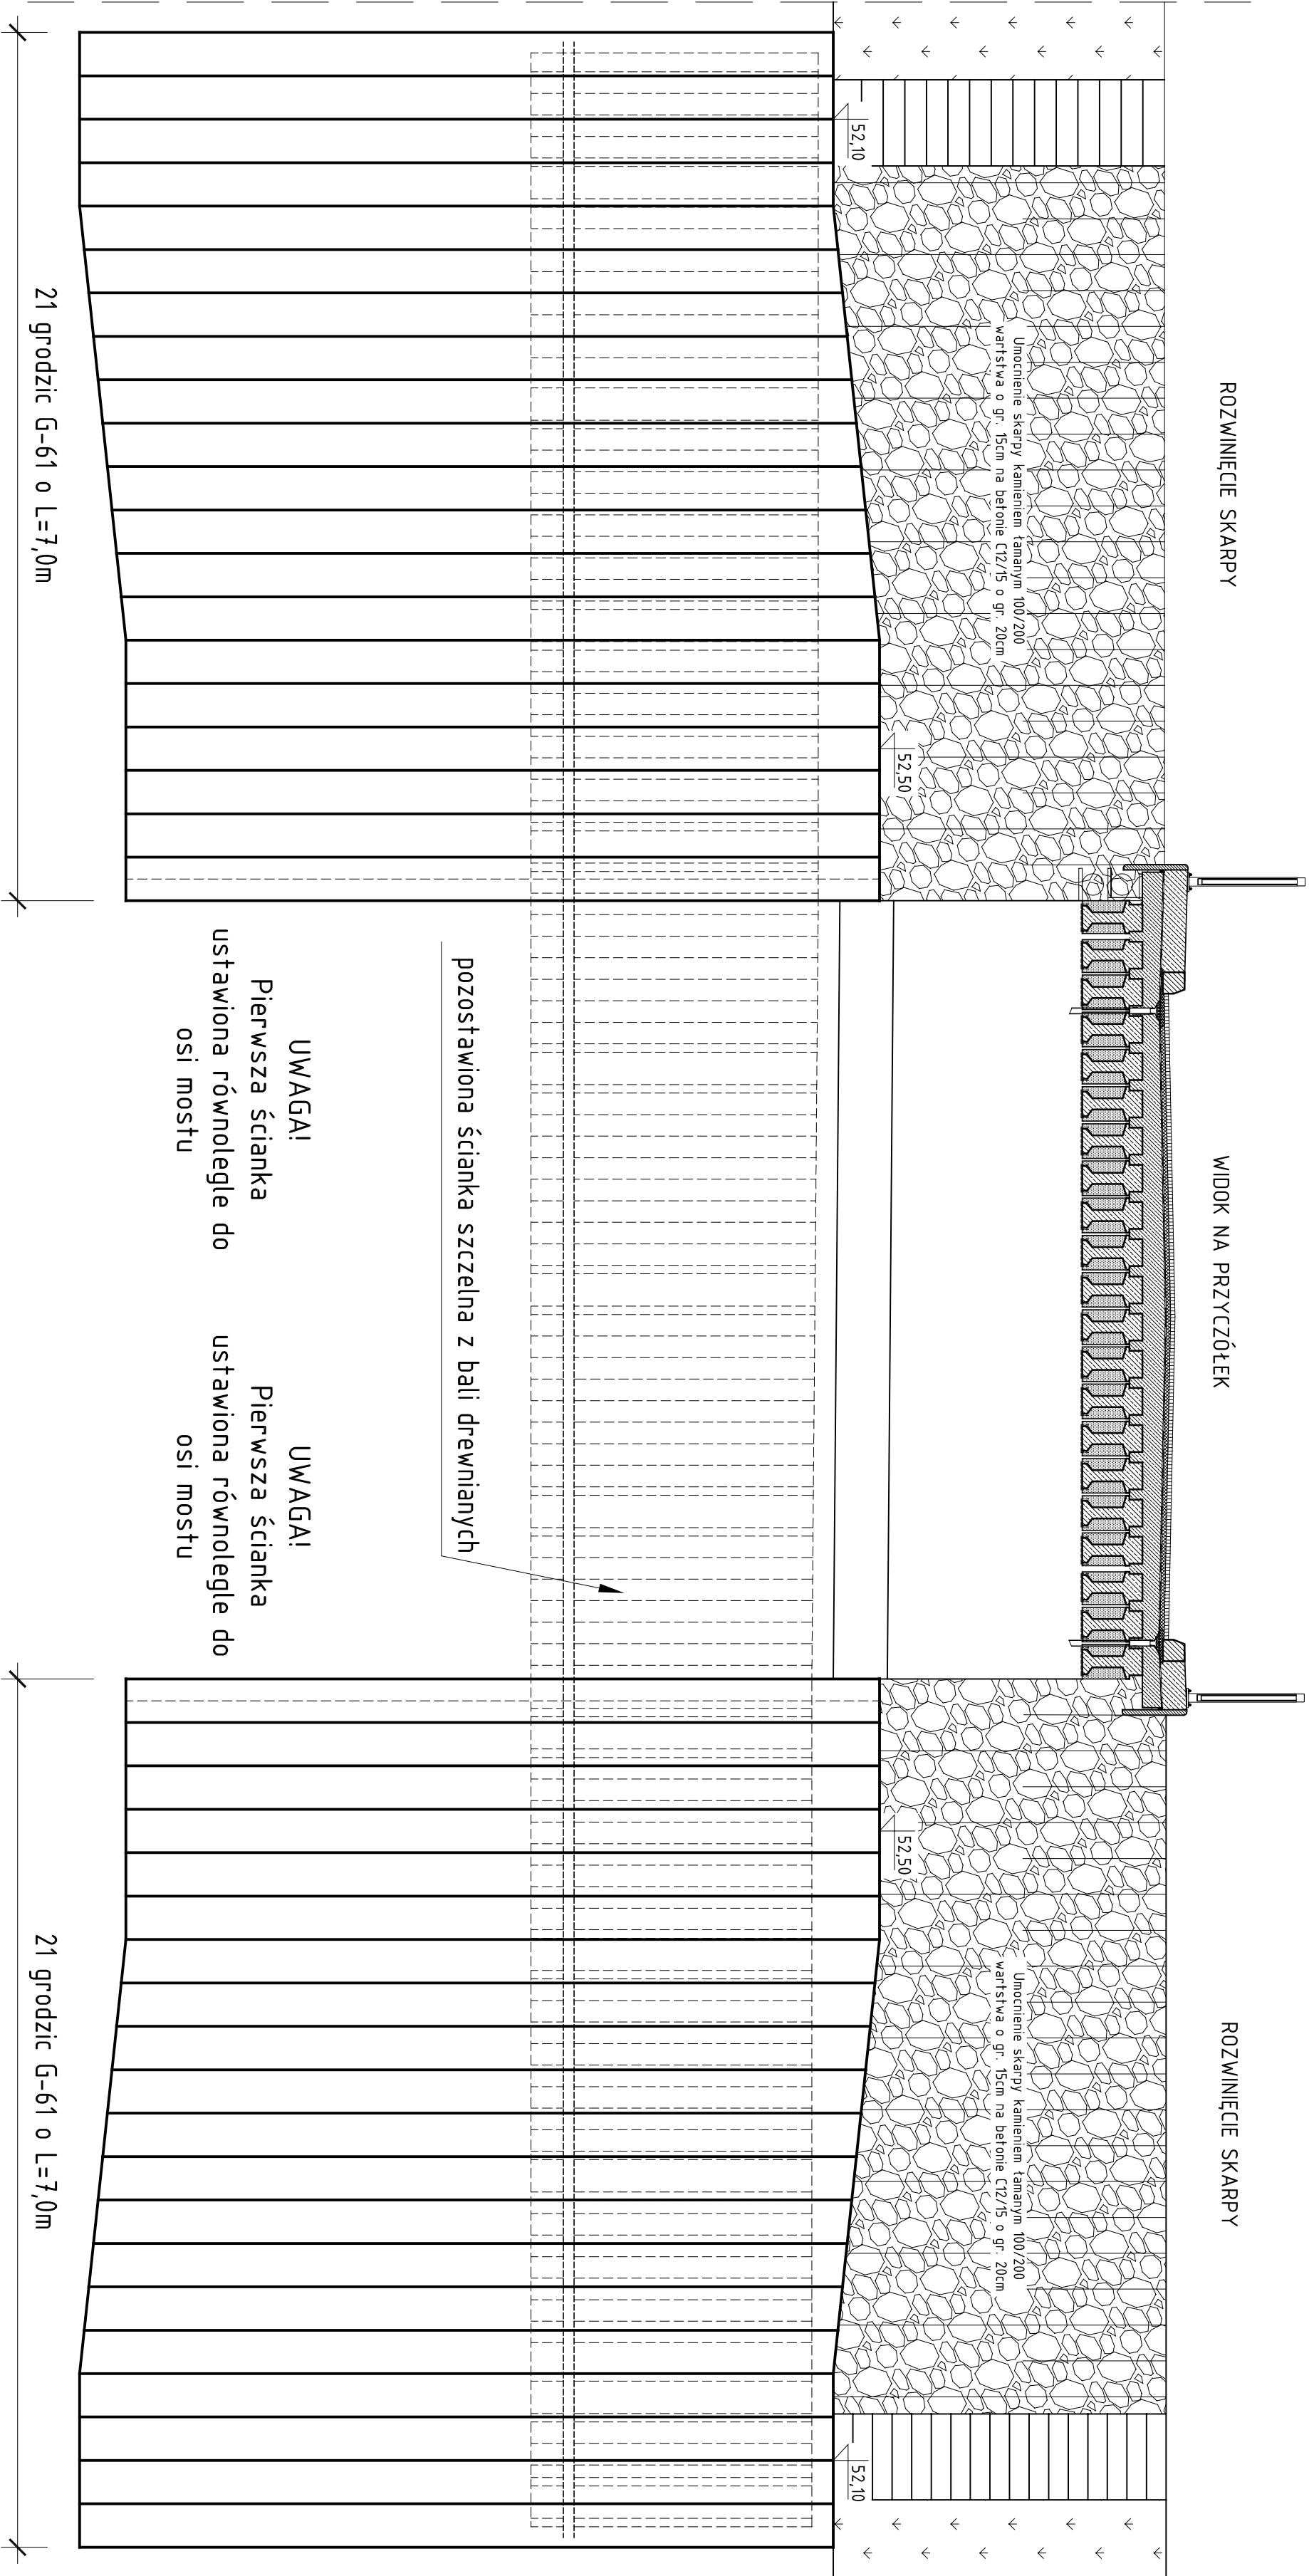 ROZWINIĘCIE SKARPY
WIDOK NA PRZYCZÓŁEK
ROZWINIĘCIE SKARPY
Umocnienie skarpy kamieniem łamanym 100/200
warstwa o gr. 15cm na betonie C12/15 o gr. 20cm
Umocnienie skarpy kamieniem łamanym 100/200
warstwa o gr. 15cm na betonie C12/15 o gr. 20cm
52,10
52,50
52,50
52,10
pozostawiona ścianka szczelna z bali drewnianych
UWAGA!
Pierwsza ścianka
ustawiona równolegle do
osi mostu
UWAGA!
Pierwsza ścianka
ustawiona równolegle do
osi mostu
21 grodzic G-61 o L=7,0m
21 grodzic G-61 o L=7,0m